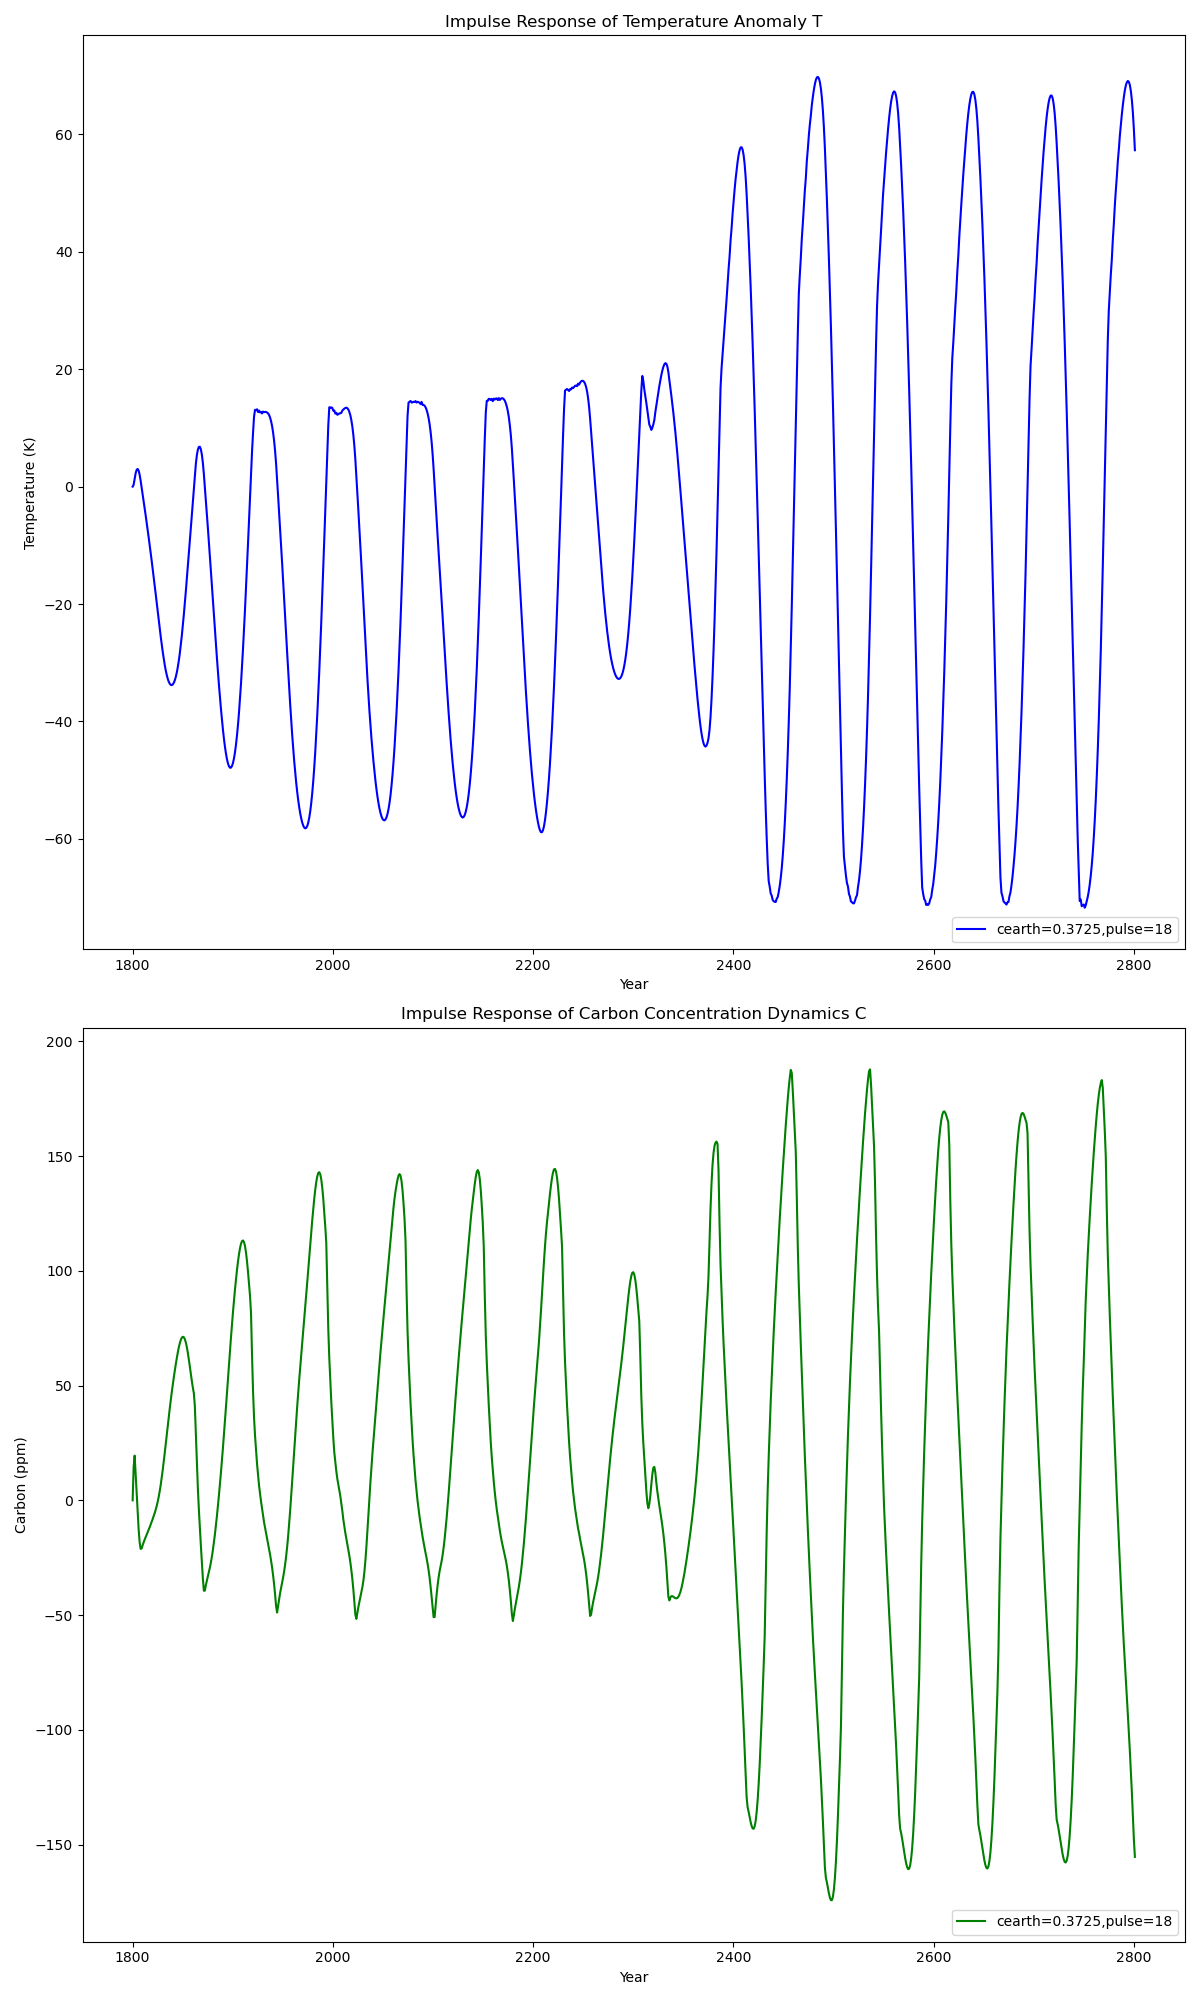 Impulse Response of Temperature Anomaly T
60
40
20
0
−20
−40
−60
Temperature (K)
cearth=0.3725,pulse=18
1800 2000 2200 2400 2600 2800
Year
Impulse Response of Carbon Concentration Dynamics C
200
150
100
50
0
−50
−100
−150
Carbon (ppm)
cearth=0.3725,pulse=18
1800 2000 2200 2400 2600 2800
Year